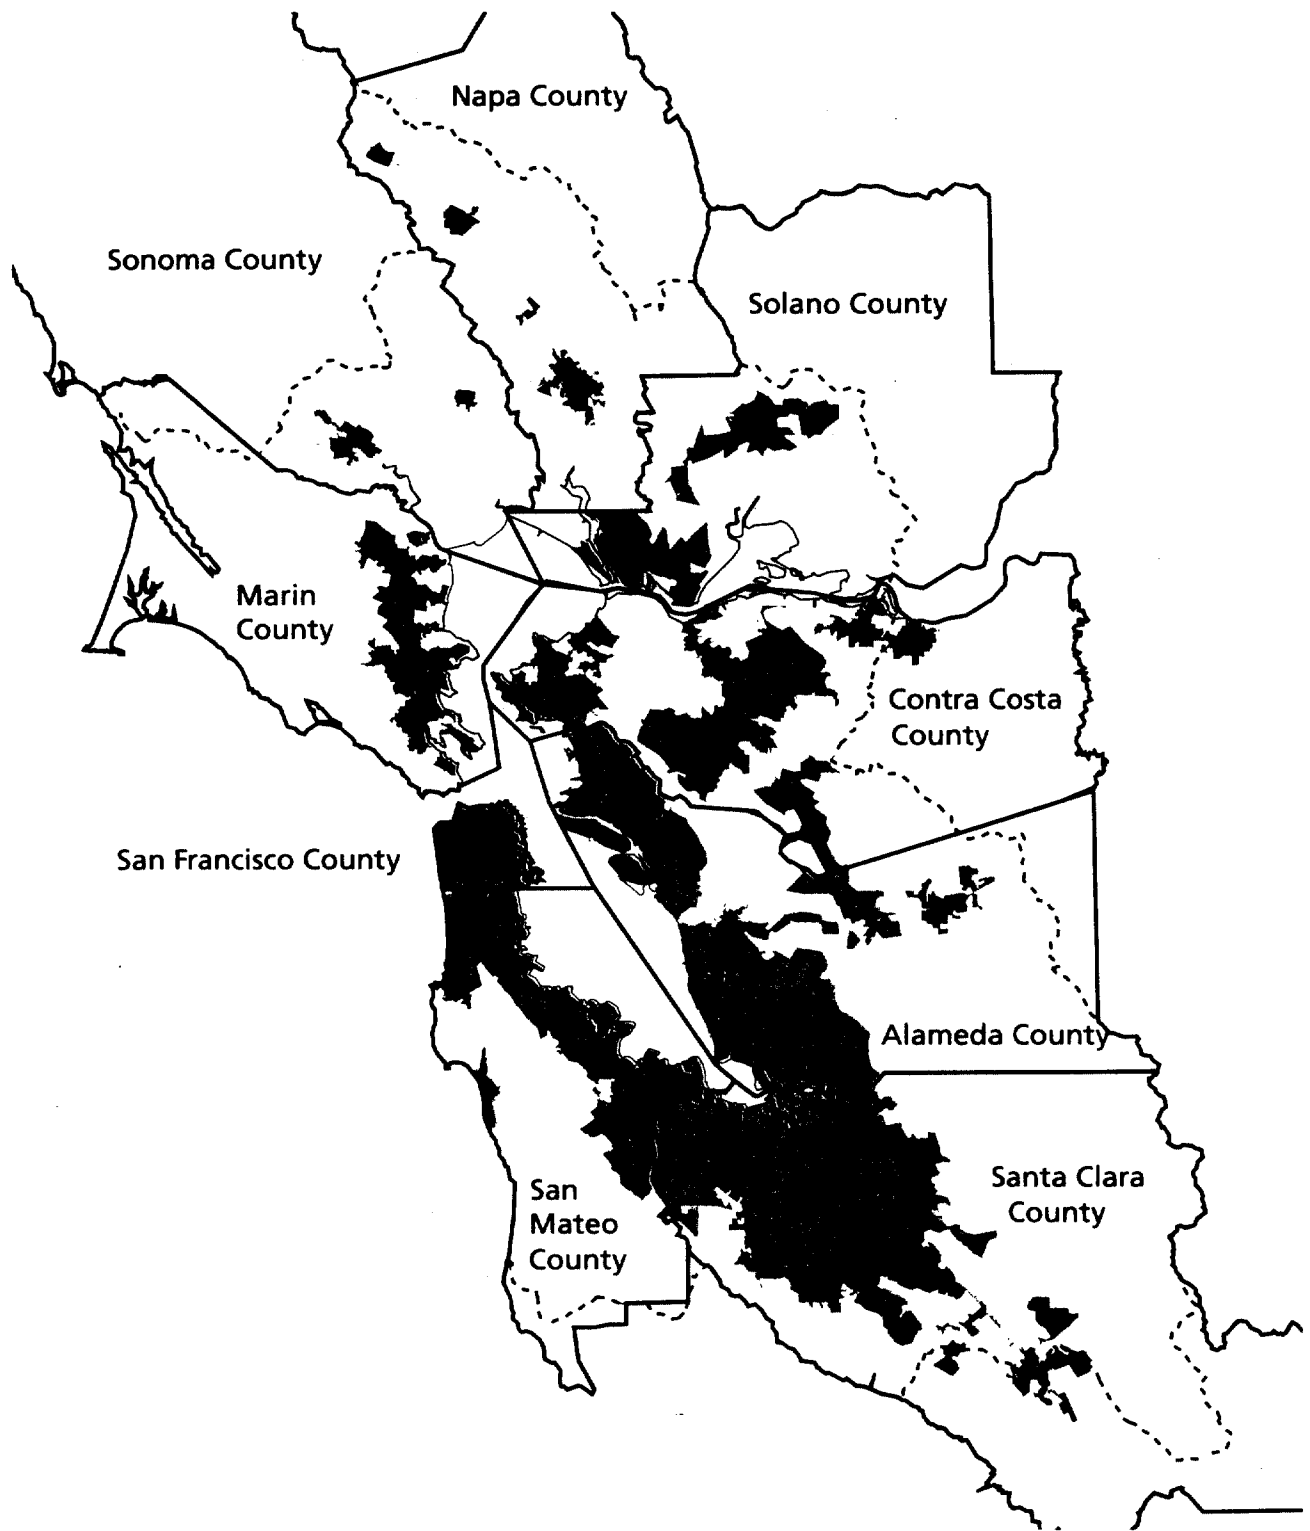 Napa County
Sonoma County
Solano County
Marin
County
Contra Costa
County
San Francisco County
Alameda County
Santa Clara
County
San
Mateo
County